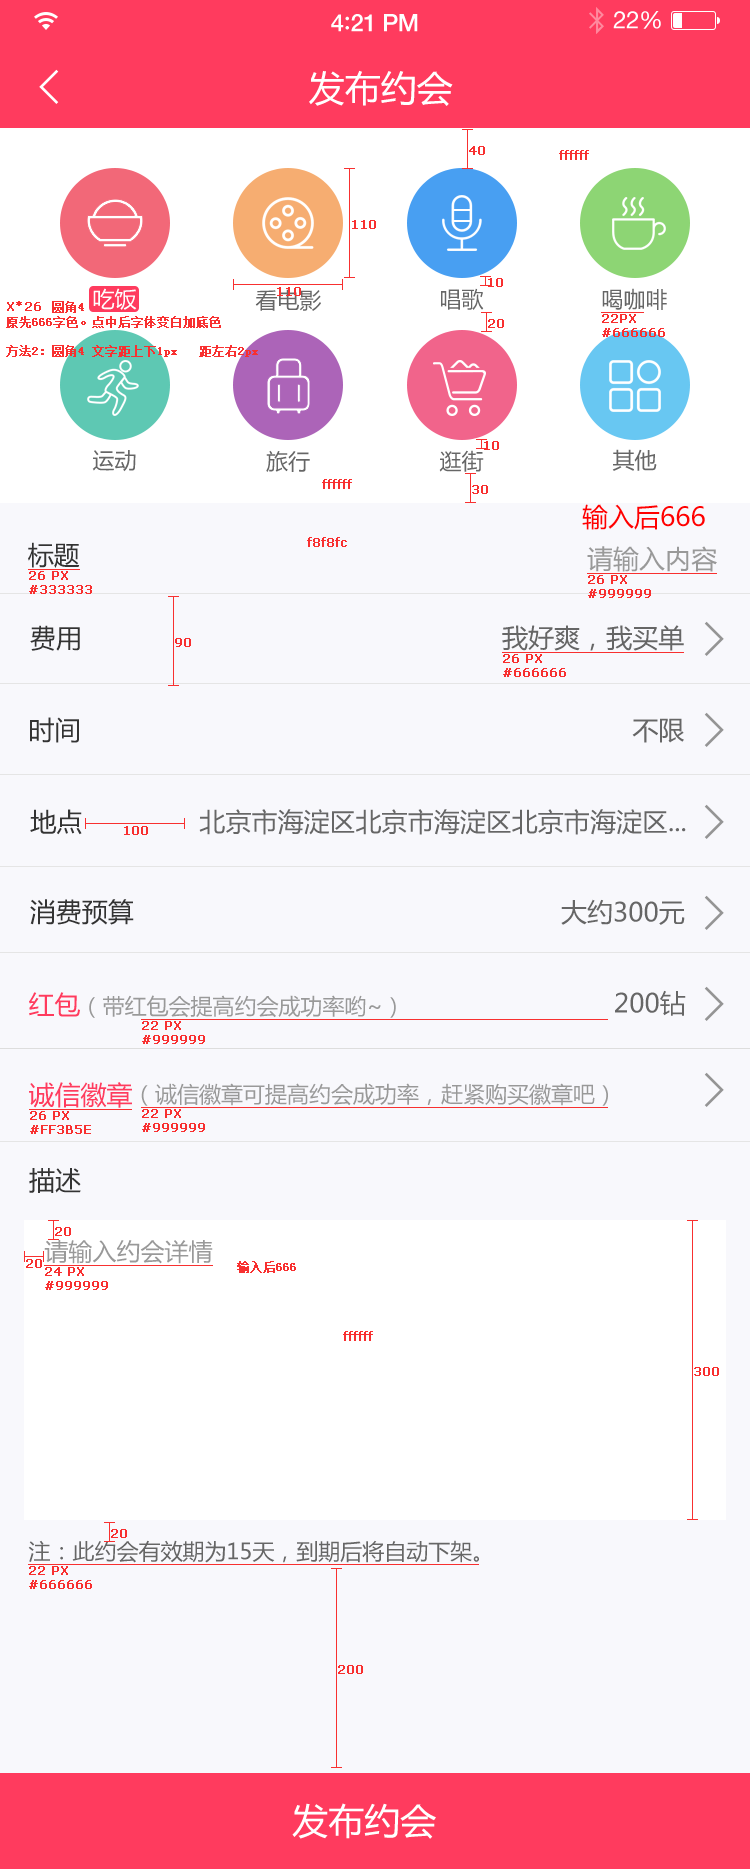 4:21 PM
22%
发布约会
40
ffffff
110
110
10
吃饭
看电影
唱歌
喝咖啡
X*26 圆角4
22PX
#666666
原先666字色。点中后字体变白加底色
20
方法2：圆角4 文字距上下1px 距左右2px
10
运动
旅行
逛街
其他
ffffff
30
输入后666
f8f8fc
标题
请输入内容
26 PX
#333333
26 PX
#999999
费用
90
我好爽，我买单
26 PX
#666666
时间
不限
地点
100
北京市海淀区北京市海淀区北京市海淀区...
消费预算
大约300元
红包（带红包会提高约会成功率哟~）
200钻
22 PX
#999999
诚信徽章（诚信徽章可提高约会成功率，赶紧购买徽章吧）
26 PX
#FF3B5E
22 PX
#999999
描述
20
20
请输入约会详情
24 PX
#999999
输入后666
ffffff
300
20
注：此约会有效期为15天，到期后将自动下架。
22 PX
#666666
200
发布约会